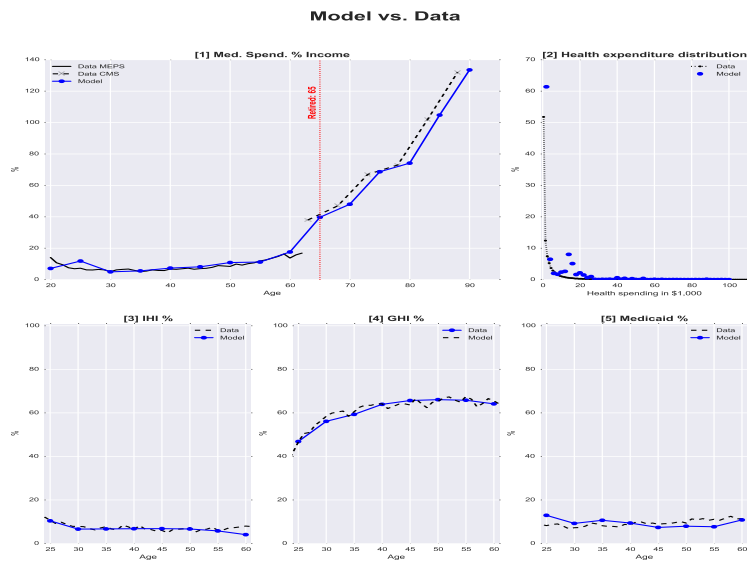 Model vs. Data
[1] Med. Spend. % Income
140
120
100
80
60
40
20
0
%
Data MEPS
Data CMS
Model
Retired: 65
20 30 40 50 60 70 80 90
Age
[2] Health expenditure distribution
70
60
50
40
30
20
10
0
%
Data
Model
0 20 40 60 80 100
Health spending in $1,000
[3] IHI %
100
80
60
40
20
0
%
Data
Model
25 30 35 40 45 50 55 60
Age
[4] GHI %
100
80
60
40
20
0
%
Data
Model
25 30 35 40 45 50 55 60
Age
[5] Medicaid %
100
80
60
40
20
0
%
Data
Model
25 30 35 40 45 50 55 60
Age